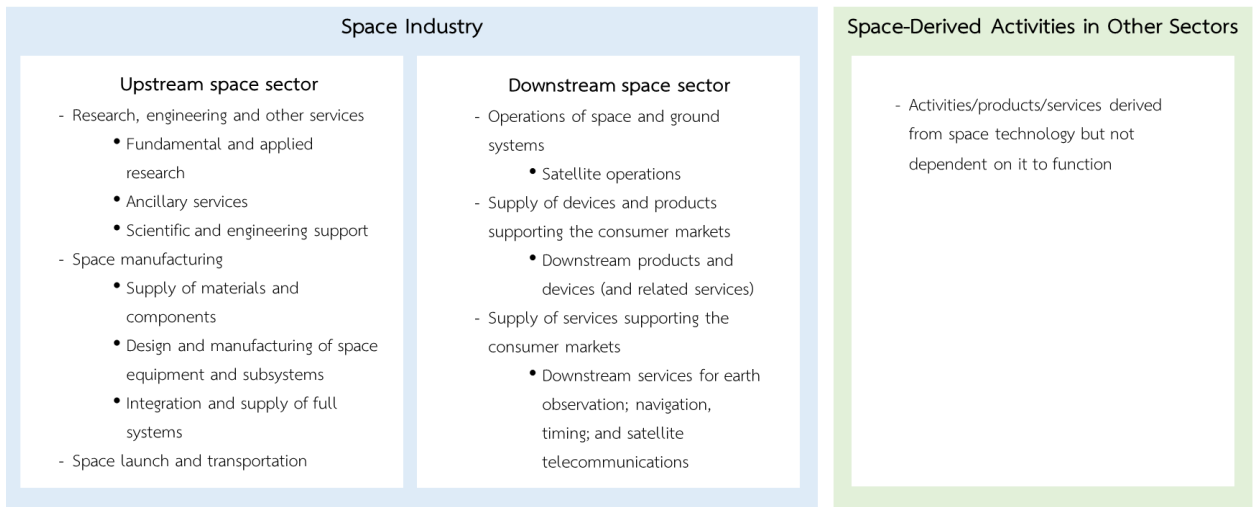 Space Industry
Upstream space sector
- Research, engineering and other services
• Fundamental and applied
research
• Ancillary services
• Scientific and engineering support
- Space manufacturing
• Supply of materials and
components
• Design and manufacturing of space
equipment and subsystems
• Integration and supply of full
systems
- Space launch and transportation
Downstream space sector
- Operations of space and ground
systems
• Satellite operations
- Supply of devices and products
supporting the consumer markets
• Downstream products and
devices (and related services)
- Supply of services supporting the
consumer markets
• Downstream services for earth
observation; navigation,
timing; and satellite
telecommunications
Space-Derived Activities in Other Sectors
- Activities/products/services derived
from space technology but not
dependent on it to function